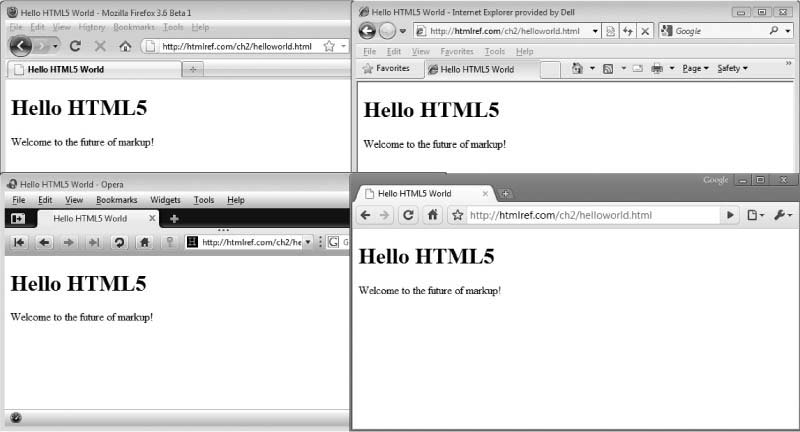 Hello HTML5 World - Mozilla Firefox 3.6 Beta 1
File Edit View History Bookmarks Tools Help
http://htmlref.com/ch2/helloworld.html
Hello HTML5 World
Hello HTML5
Welcome to the future of markup!
Hello HTML5 World - Internet Explorer provided by Dell
http://htmlref.com/ch2/helloworld.html Google
File Edit View Favorites Tools Help
Favorites Hello HTML5 World Page Safety »
Hello HTML5
Welcome to the future of markup!
Hello HTML5 World - Opera
File Edit View Bookmarks Widgets Tools Help
Hello HTML5 World
H http://htmlref.com/ch2/he G
Hello HTML5
Welcome to the future of markup!
Google
Hello HTML5 World
http://htmlref.com/ch2/helloworld.html
Hello HTML5
Welcome to the future of markup!